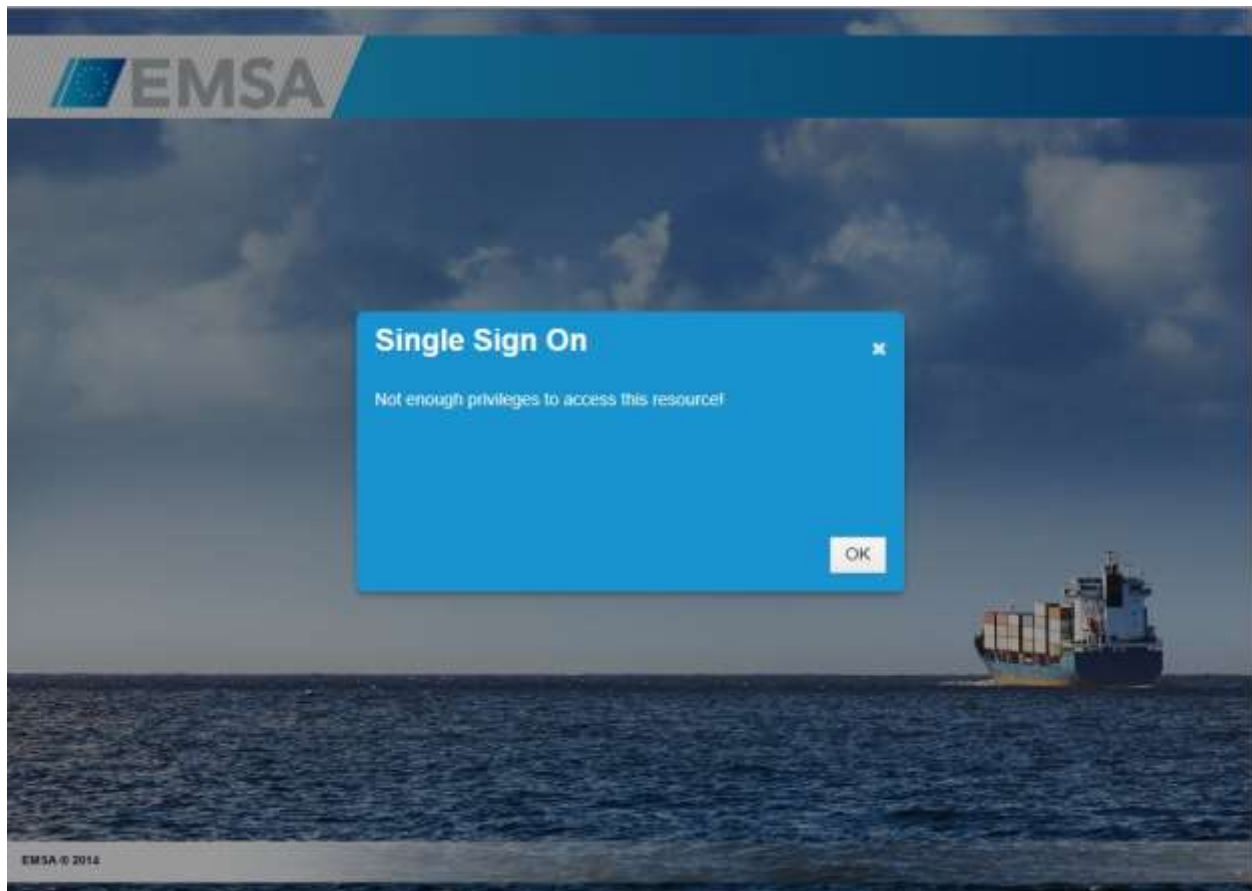 EMSA
Single Sign On
Not enough privileges to access this resource!
OK
EMSA © 2014